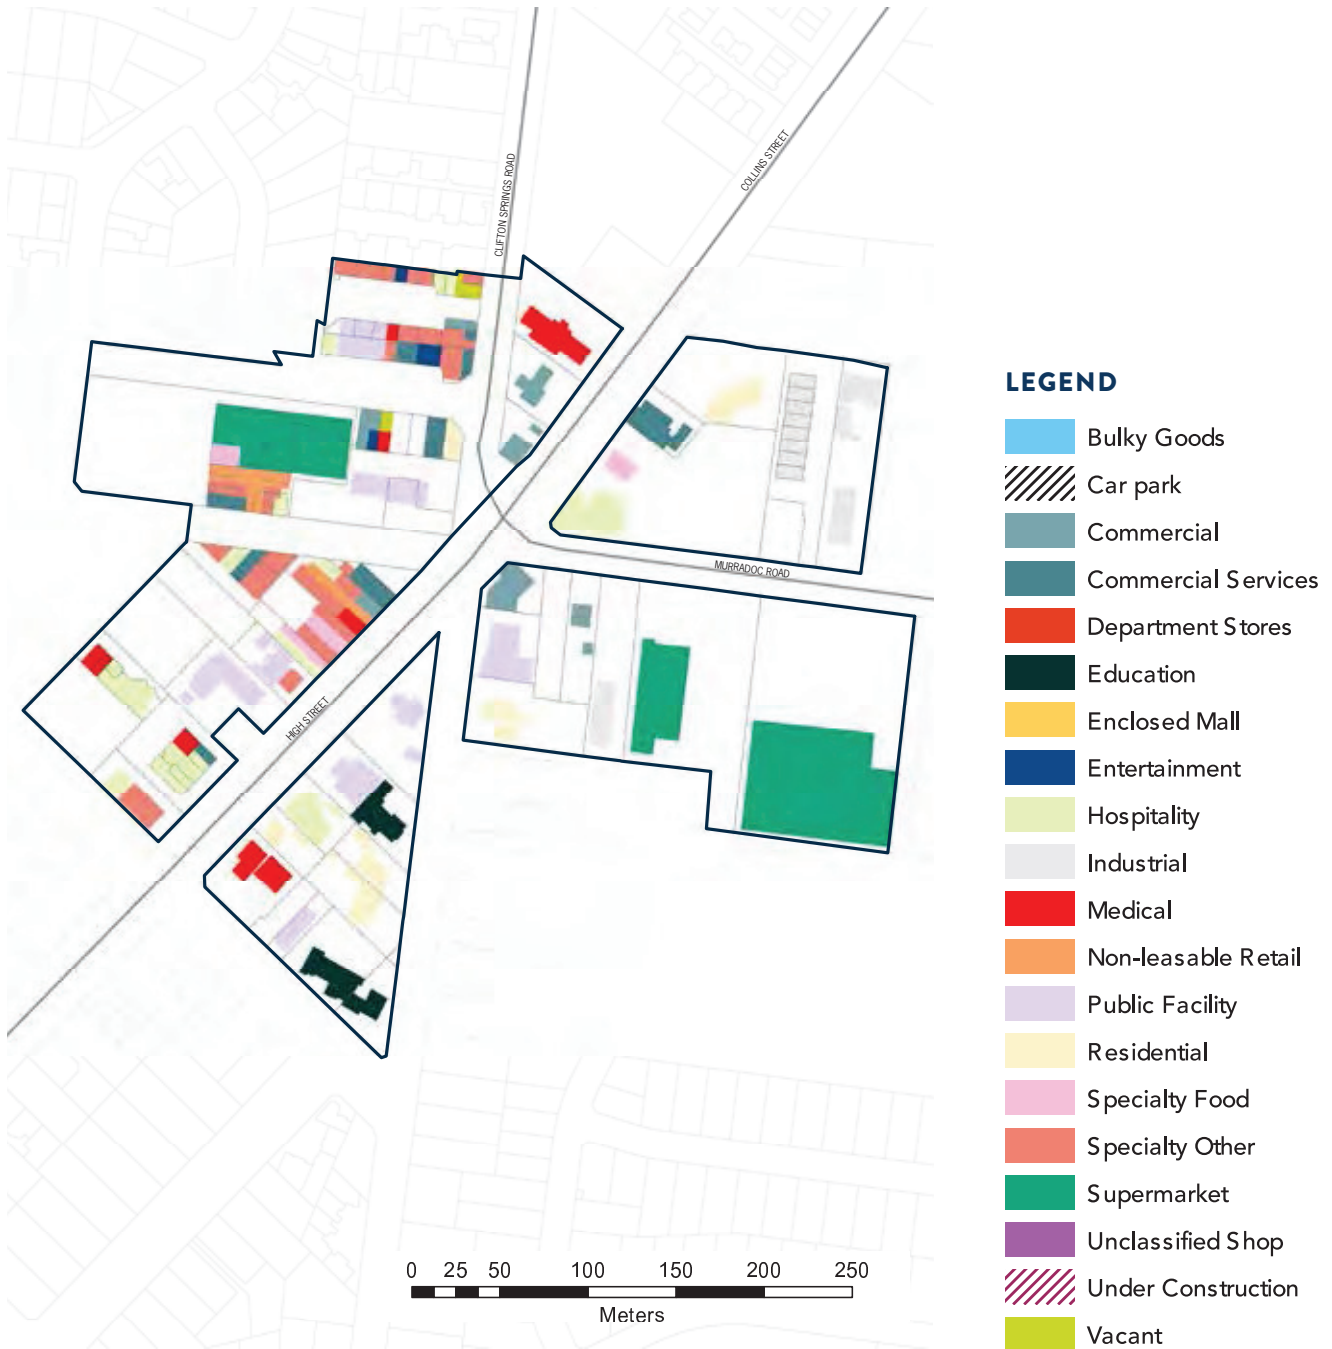 CLIFTON SPRINGS ROAD
COLLINS STREET
MURRADOC ROAD
HIGH STREET
LEGEND
Bulky Goods
Car park
Commercial
Commercial Services
Department Stores
Education
Enclosed Mall
Entertainment
Hospitality
Industrial
Medical
Non-leasable Retail
Public Facility
Residential
Specialty Food
Specialty Other
Supermarket
Unclassified Shop
Under Construction
Vacant
0 25 50 100 150 200 250
Meters